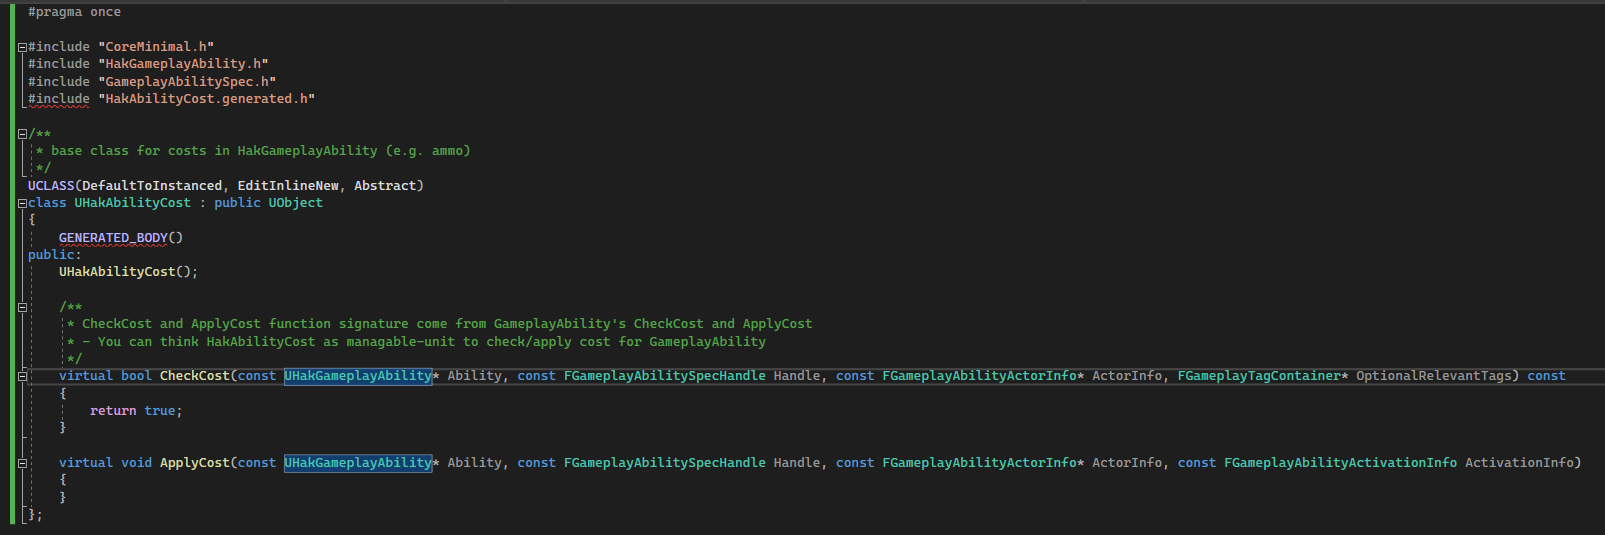 #pragma once
#include "CoreMinimal.h"
#include "HakGameplayAbility.h"
#include "GameplayAbilitySpec.h"
#include "HakAbilityCost.generated.h"
/**
* base class for costs in HakGameplayAbility (e.g. ammo)
*/
UCLASS(DefaultToInstanced, EditInlineNew, Abstract)
class UHakAbilityCost : public UObject
{
GENERATED_BODY()
public:
UHakAbilityCost();
/**
* CheckCost and ApplyCost function signature come from GameplayAbility's CheckCost and ApplyCost
* - You can think HakAbilityCost as managable-unit to check/apply cost for GameplayAbility
*/
virtual bool CheckCost(const UHakGameplayAbility* Ability, const FGameplayAbilitySpecHandle Handle, const FGameplayAbilityActorInfo* ActorInfo, FGameplayTagContainer* OptionalRelevantTags) const
{
return true;
}
virtual void ApplyCost(const UHakGameplayAbility* Ability, const FGameplayAbilitySpecHandle Handle, const FGameplayAbilityActorInfo* ActorInfo, const FGameplayAbilityActivationInfo ActivationInfo)
{
}
};